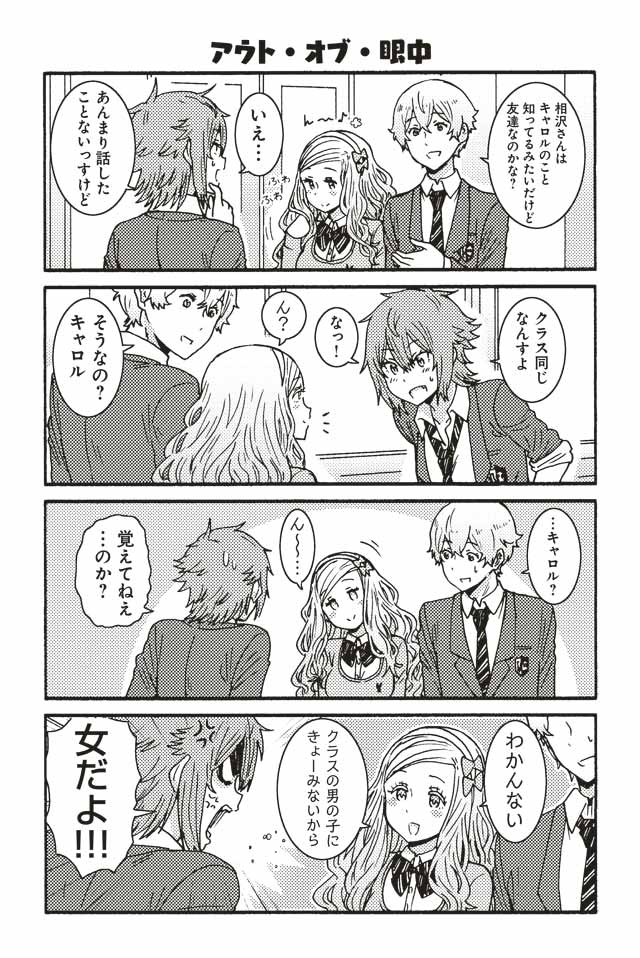 アウト・オブ・眼中
相沢さんは
キャロルのこと
知ってるみたいだけど
友達なのかな?
いえ…
あんまり話した
ことないっすけど
ふわ
ふわ
クラス同じ
なんすよ
なっ!
ん?
そうなの?
キャロル
…キャロル?
ん〜〜…
覚えてねえ
…のか?
わかんない
クラスの男の子に
きょーみないから
女だよ!!!